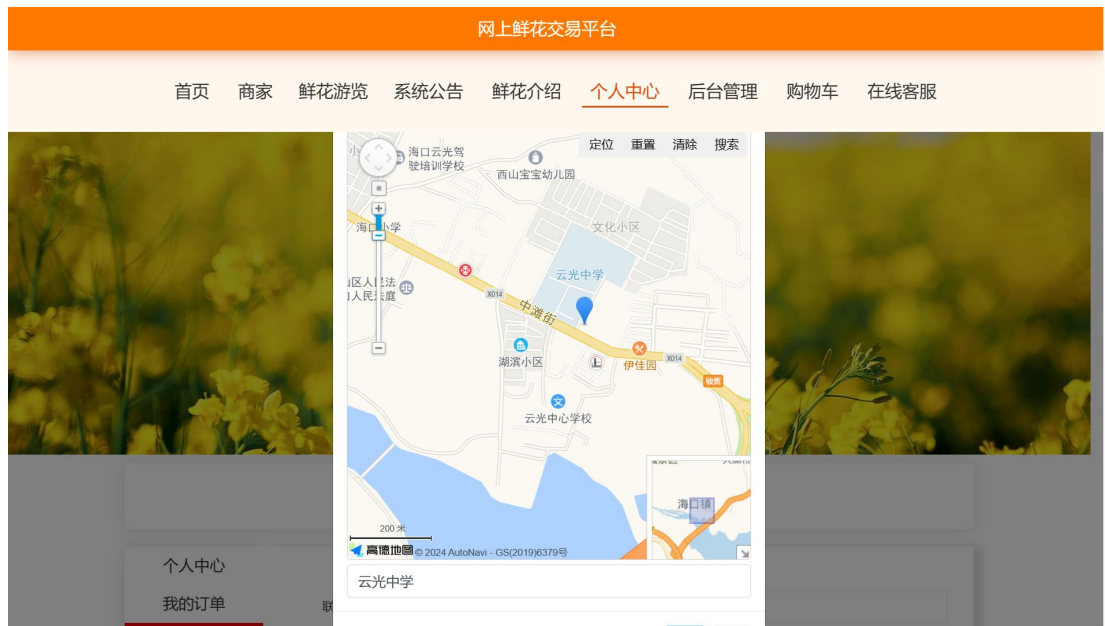 网上鲜花交易平台
首页 商家 鲜花游览 系统公告 鲜花介绍 个人中心 后台管理 购物车 在线客服
定位 重置 清除 搜索
海口云光驾
驶培训学校
西山宝宝幼儿园
文化小区
海口小学
云光中学
区人民法
人民法庭
X014
中滩街
湖滨小区
伊佳园
X014
收费
云光中心学校
海口镇
200 米
高德地图 © 2024 AutoNavi - GS(2019)6379号
云光中学
个人中心
我的订单
联